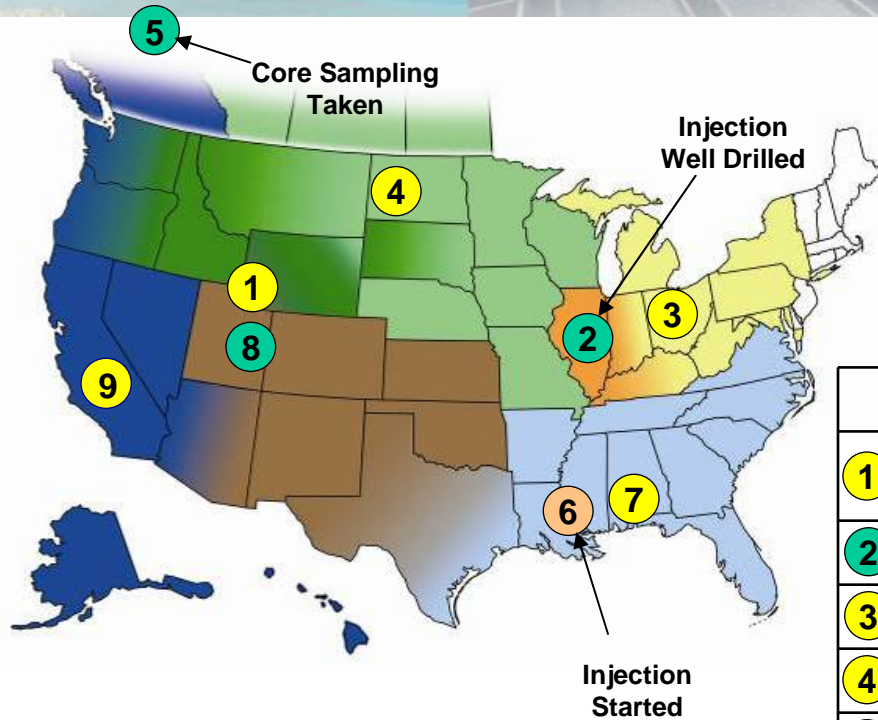 5
Core Sampling
Taken
Injection
Well Drilled
4
1
3
2
8
9
7
6
Injection
Started
1
2
3
4